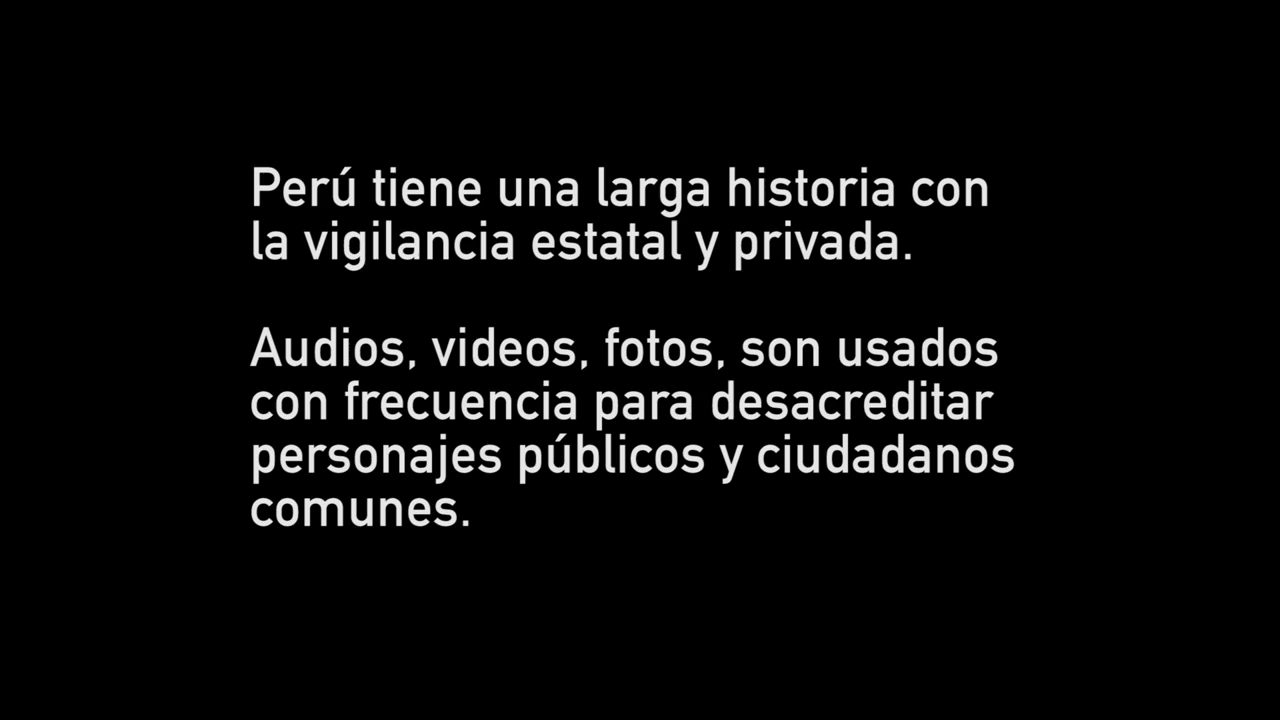 Perú tiene una larga historia con
la vigilancia estatal y privada.
Audios, videos, fotos, son usados
con frecuencia para desacreditar
personajes públicos y ciudadanos
comunes.